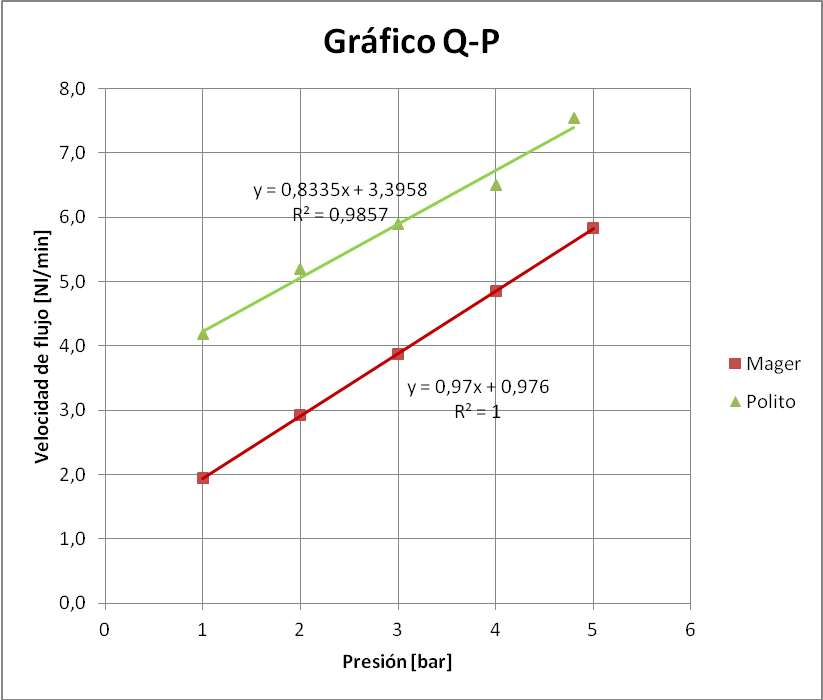 Gráfico Q-P
Velocidad de flujo [Nl/min]
8,0
7,0
6,0
5,0
4,0
3,0
2,0
1,0
0,0
y = 0,8335x + 3,3958
R² = 0,9857
y = 0,97x + 0,976
R² = 1
Mager
Polito
0 1 2 3 4 5 6
Presión [bar]